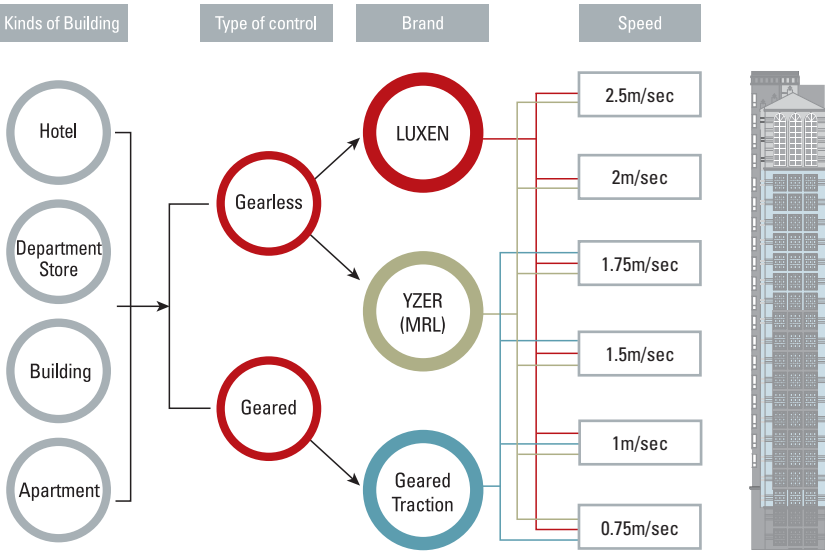 Kinds of Building
Type of control
Brand
Speed
Hotel
Department
Store
Building
Apartment
Gearless
Geared
LUXEN
YZER
(MRL)
Geared
Traction
2.5m/sec
2m/sec
1.75m/sec
1.5m/sec
1m/sec
0.75m/sec